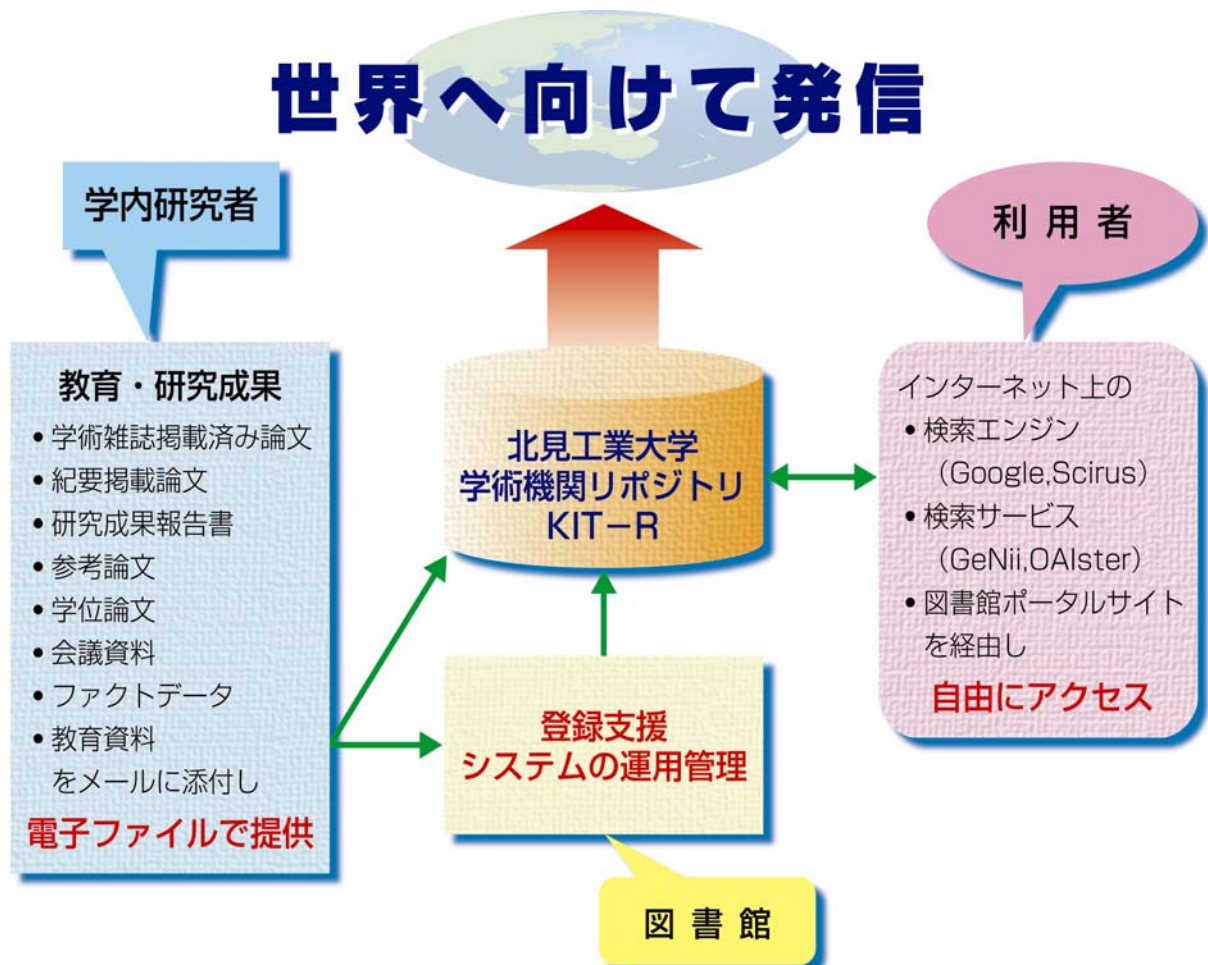 世界へ向けて発信
学内研究者
教育・研究成果
•学術雑誌掲載済み論文
•紀要掲載論文
•研究成果報告書
•参考論文
•学位論文
•会議資料
•ファクトデータ
•教育資料
をメールに添付し
電子ファイルで提供
北見工業大学
学術機関リポジトリ
KIT－R
登録支援
システムの運用管理
図書館
利用者
インターネット上の
•検索エンジン
（Google,Scirus）
•検索サービス
（GeNii,OAIster）
•図書館ポータルサイト
を経由し
自由にアクセス